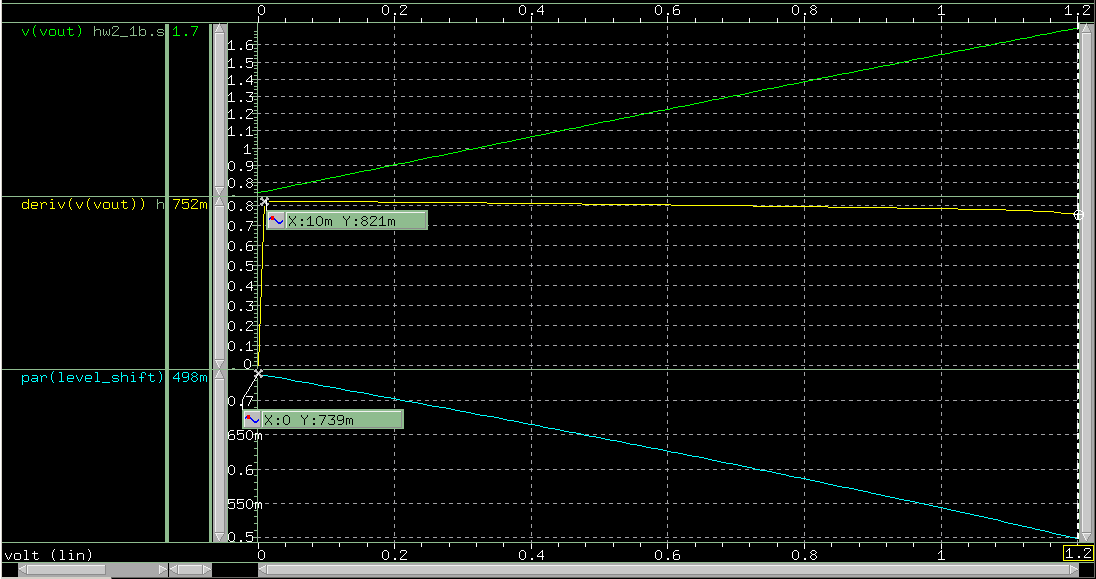 0 0.2 0.4 0.6 0.8 1 1.2
v(vout) hw2_1b.s 1.7
1.6
1.5
1.4
1.3
1.2
1.1
1
0.9
0.8
deriv(v(vout)) h 752m
0.8
0.7
0.6
0.5
0.4
0.3
0.2
0.1
0
X:10m Y:821m
par(level_shift) 498m
0.7
650m
0.6
550m
0.5
X:0 Y:739m
volt (lin) 0 0.2 0.4 0.6 0.8 1 1.2